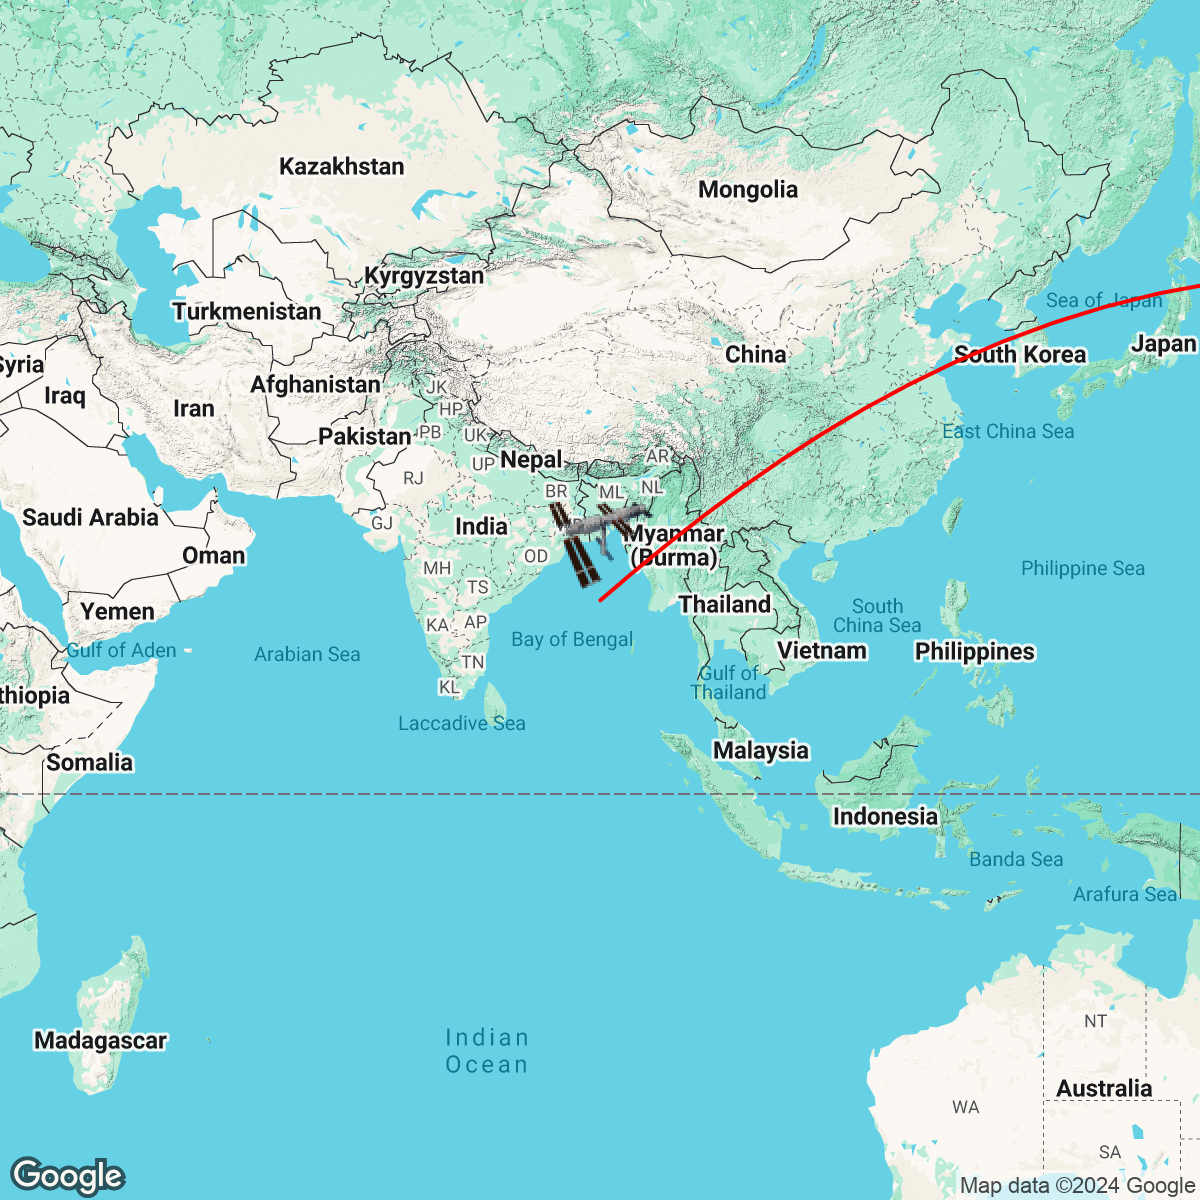 Kazakhstan
Mongolia
Kyrgyzstan
Turkmenistan
Sea of Japan
Japan
South Korea
China
Syria
Afghanistan
JK
Iraq
Iran
HP
Pakistan
PB
UK
East China Sea
Nepal
UP
AR
RJ
BR
ML
NL
Saudi Arabia
GJ
India
Myanmar
(Burma)
Oman
OD
MH
Philippine Sea
TS
Yemen
Thailand
South
China Sea
KA
AP
Bay of Bengal
Gulf of Aden
Arabian Sea
Vietnam
Philippines
TN
Gulf of
Thailand
KL
thiopia
Laccadive Sea
Malaysia
Somalia
Indonesia
Banda Sea
Arafura Sea
NT
Madagascar
Indian
Ocean
Australia
WA
SA
Google
Map data ©2024 Google